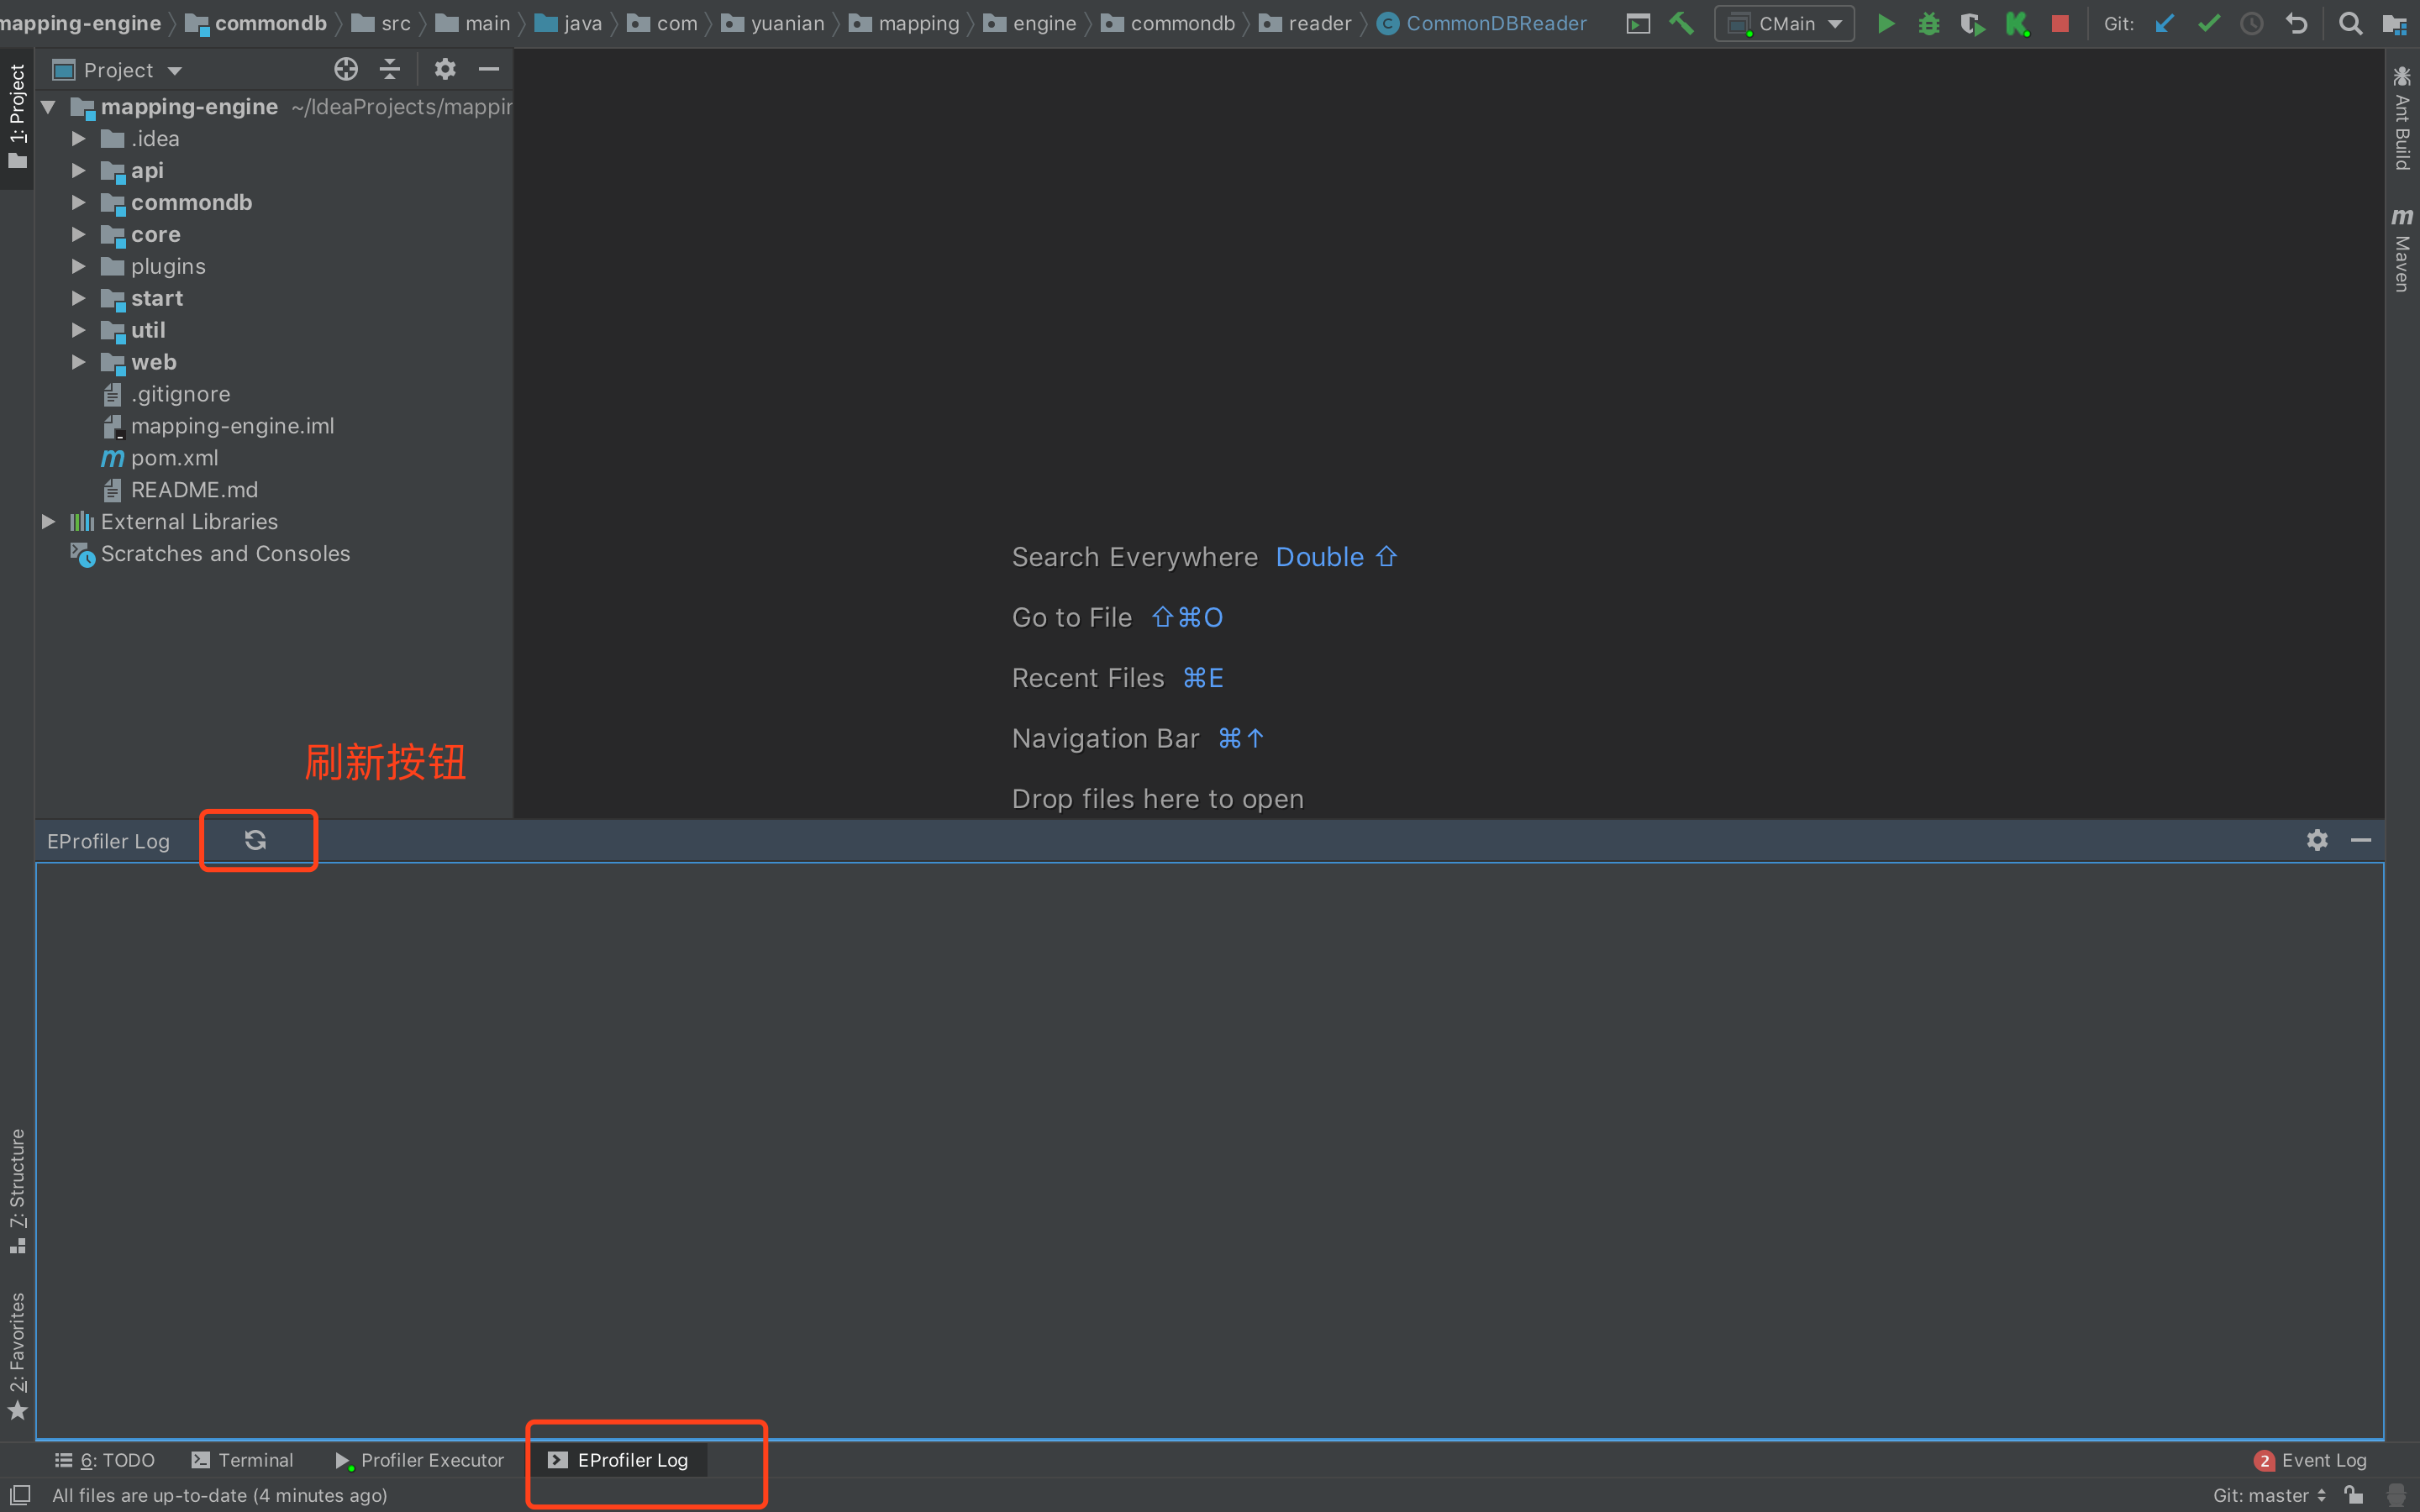 mapping-engine commondb src main java com yuanian mapping engine commondb reader CommonDBReader CMain Git:
1: Project
Project
mapping-engine ~/IdeaProjects/mappin
.idea
api
commondb
core
plugins
start
util
web
.gitignore
mapping-engine.iml
pom.xml
README.md
External Libraries
Scratches and Consoles
Ant Build
Maven
Search Everywhere Double ⇧
Go to File ⇧⌘O
Recent Files ⌘E
Navigation Bar ⌘↑
Drop files here to open
刷新按钮
EProfiler Log
7: Structure
2: Favorites
6: TODO Terminal Profiler Executor EProfiler Log 2 Event Log
All files are up-to-date (4 minutes ago) Git: master